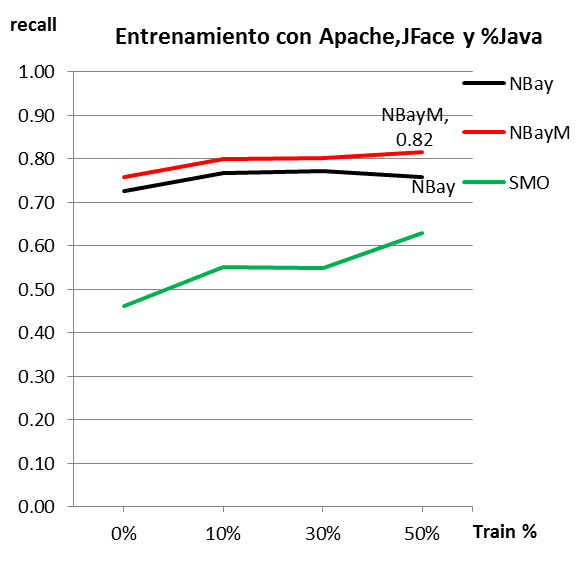 recall
Entrenamiento con Apache,JFace y %Java
1.00
0.90
0.80
0.70
0.60
0.50
0.40
0.30
0.20
0.10
0.00
NBayM,
0.82
NBay
NBay
NBayM
SMO
0%
10%
30%
50%
Train %